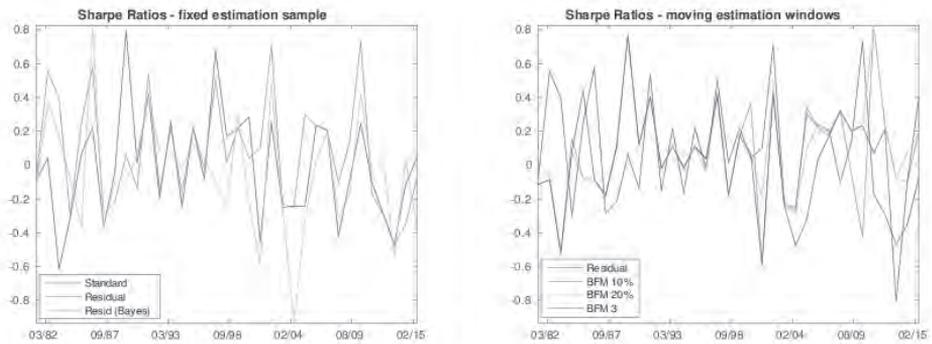 Sharpe Ratios - fixed estimation sample
0.8
0.6
0.4
0.2
0
-0.2
-0.4
-0.6
-0.8
Standard
Residual
Resid (Bayes)
03/82 09/87 03/93 09/98 02/04 08/09 02/15
Sharpe Ratios - moving estimation windows
0.8
0.6
0.4
0.2
0
-0.2
-0.4
-0.6
-0.8
Residual
BFM 10%
BFM 20%
BFM 3
03/82 09/87 03/93 09/98 02/04 08/09 02/15